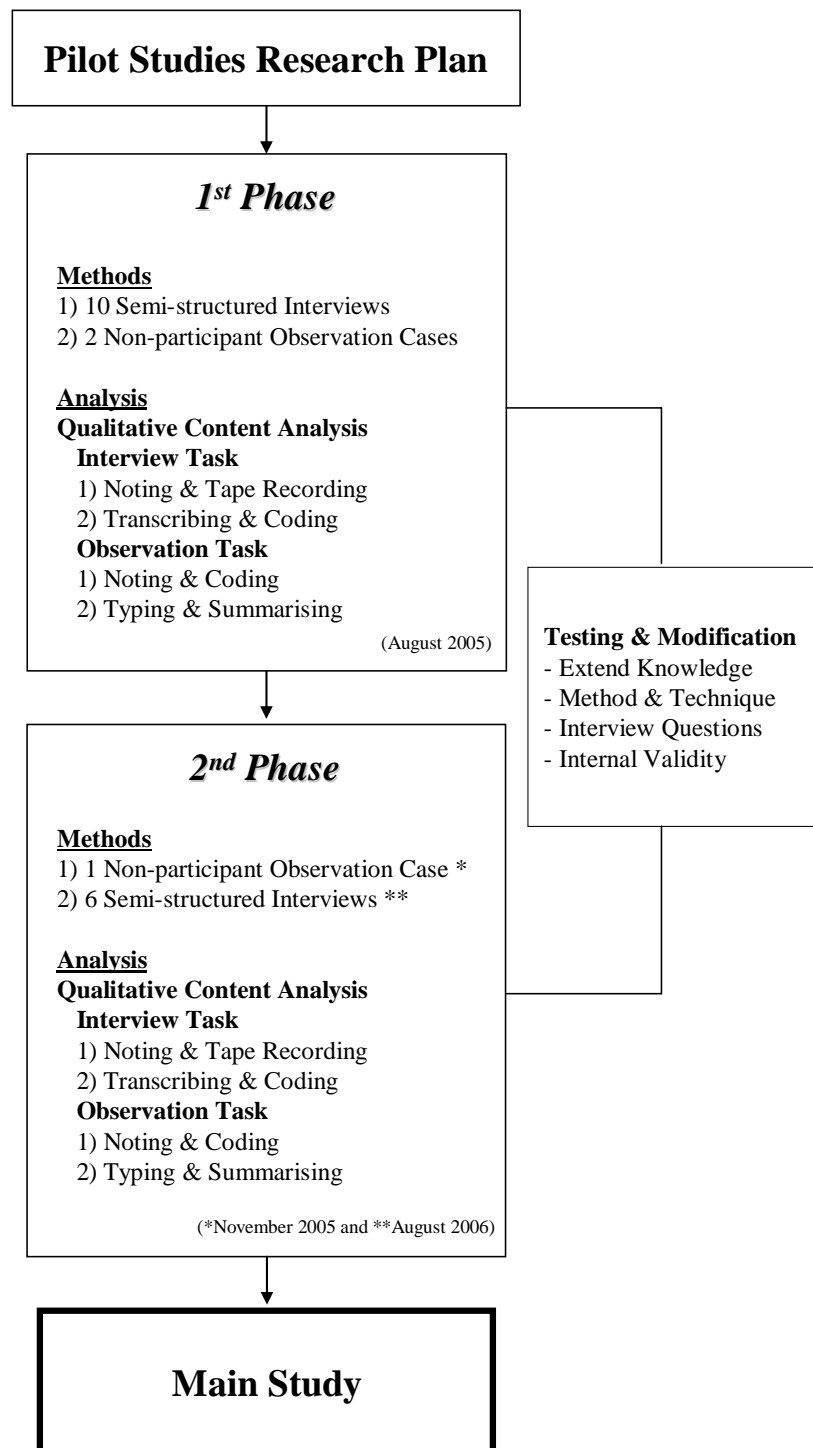 Pilot Studies Research Plan
1st Phase
Methods
1) 10 Semi-structured Interviews
2) 2 Non-participant Observation Cases
Analysis
Qualitative Content Analysis
Interview Task
1) Noting & Tape Recording
2) Transcribing & Coding
Observation Task
1) Noting & Coding
2) Typing & Summarising
(August 2005)
Testing & Modification
- Extend Knowledge
- Method & Technique
- Interview Questions
- Internal Validity
2nd Phase
Methods
1) 1 Non-participant Observation Case *
2) 6 Semi-structured Interviews **
Analysis
Qualitative Content Analysis
Interview Task
1) Noting & Tape Recording
2) Transcribing & Coding
Observation Task
1) Noting & Coding
2) Typing & Summarising
(*November 2005 and **August 2006)
Main Study